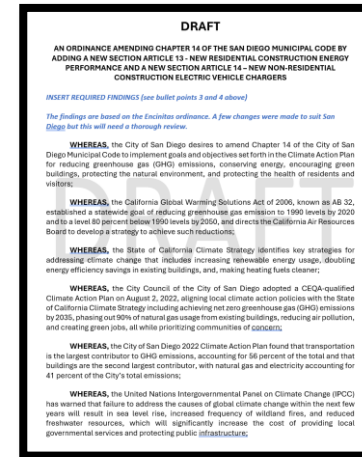 DRAFT
AN ORDINANCE AMENDING CHAPTER 14 OF THE SAN DIEGO MUNICIPAL CODE BY
ADDING A NEW SECTION ARTICLE 13 - NEW RESIDENTIAL CONSTRUCTION ENERGY
PERFORMANCE AND A NEW SECTION ARTICLE 14 – NEW NON-RESIDENTIAL
CONSTRUCTION ELECTRIC VEHICLE CHARGERS
INSERT REQUIRED FINDINGS (see bullet points 3 and 4 above)
The findings are based on the Encinitas ordinance. A few changes were made to suit San
Diego but this will need a thorough review.
WHEREAS, the City of San Diego desires to amend Chapter 14 of the City of San
Diego Municipal Code to implement goals and objectives set forth in the Climate Action Plan
for reducing greenhouse gas (GHG) emissions, conserving energy, encouraging green
buildings, protecting the natural environment, and protecting the health of residents and
visitors;
WHEREAS, the California Global Warming Solutions Act of 2006, known as AB 32,
established a statewide goal of reducing greenhouse gas emission to 1990 levels by 2020
and to a level 80 percent below 1990 levels by 2050, and directs the California Air Resources
Board to develop a strategy to achieve such reductions;
WHEREAS, the State of California Climate Strategy identifies key strategies for
addressing climate change that includes increasing renewable energy usage, doubling
energy efficiency savings in existing buildings, and, making heating fuels cleaner;
WHEREAS, the City Council of the City of San Diego adopted a CEQA-qualified
Climate Action Plan on August 2, 2022, aligning local climate action policies with the State
of California Climate Strategy including achieving net zero greenhouse gas (GHG) emissions
by 2035, phasing out 90% of natural gas usage from existing buildings, reducing air pollution,
and creating green jobs, all while prioritizing communities of concern;
WHEREAS, the City of San Diego 2022 Climate Action Plan found that transportation
is the largest contributor to GHG emissions, accounting for 56 percent of the total and that
buildings are the second largest contributor, with natural gas and electricity accounting for
41 percent of the City's total emissions;
WHEREAS, the United Nations Intergovernmental Panel on Climate Change (IPCC)
has warned that failure to address the causes of global climate change within the next few
years will result in sea level rise, increased frequency of wildland fires, and reduced
freshwater resources, which will significantly increase the cost of providing local
governmental services and protecting public infrastructure;
DRAFT